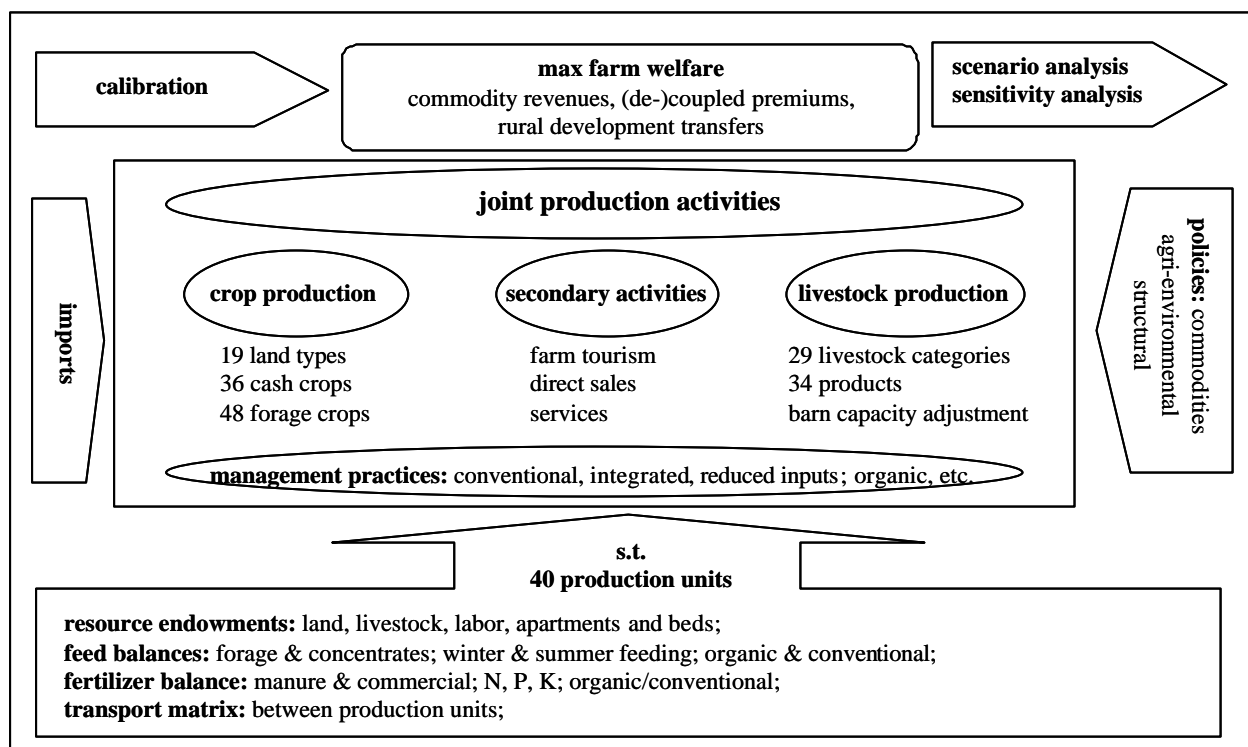 calibration
max farm welfare
commodity revenues, (de-)coupled premiums,
rural development transfers
scenario analysis
sensitivity analysis
joint production activities
imports
crop production
19 land types
36 cash crops
48 forage crops
secondary activities
farm tourism
direct sales
services
livestock production
29 livestock categories
34 products
barn capacity adjustment
policies: commodities
agri-environmental
structural
management practices: conventional, integrated, reduced inputs; organic, etc.
s.t.
40 production units
resource endowments: land, livestock, labor, apartments and beds;
feed balances: forage & concentrates; winter & summer feeding; organic & conventional;
fertilizer balance: manure & commercial; N, P, K; organic/conventional;
transport matrix: between production units;